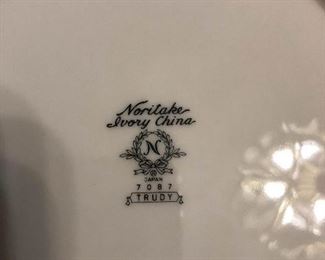 Noritake
Ivory China
N
JAPAN
7087
TRUDY